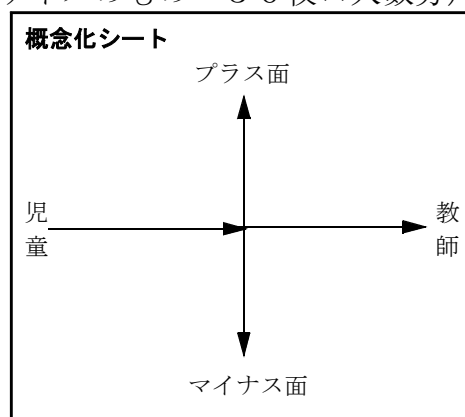 概念化シート
プラス面
児童
教師
マイナス面